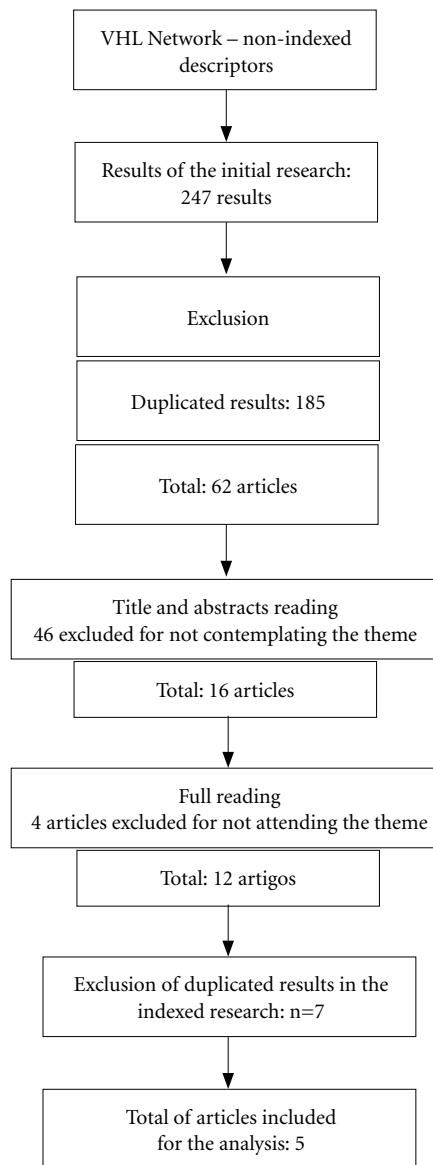 VHL Network – non-indexed
descriptors
Results of the initial research:
247 results
Exclusion
Duplicated results: 185
Total: 62 articles
Title and abstracts reading
46 excluded for not contemplating the theme
Total: 16 articles
Full reading
4 articles excluded for not attending the theme
Total: 12 artigos
Exclusion of duplicated results in the
indexed research: n=7
Total of articles included
for the analysis: 5